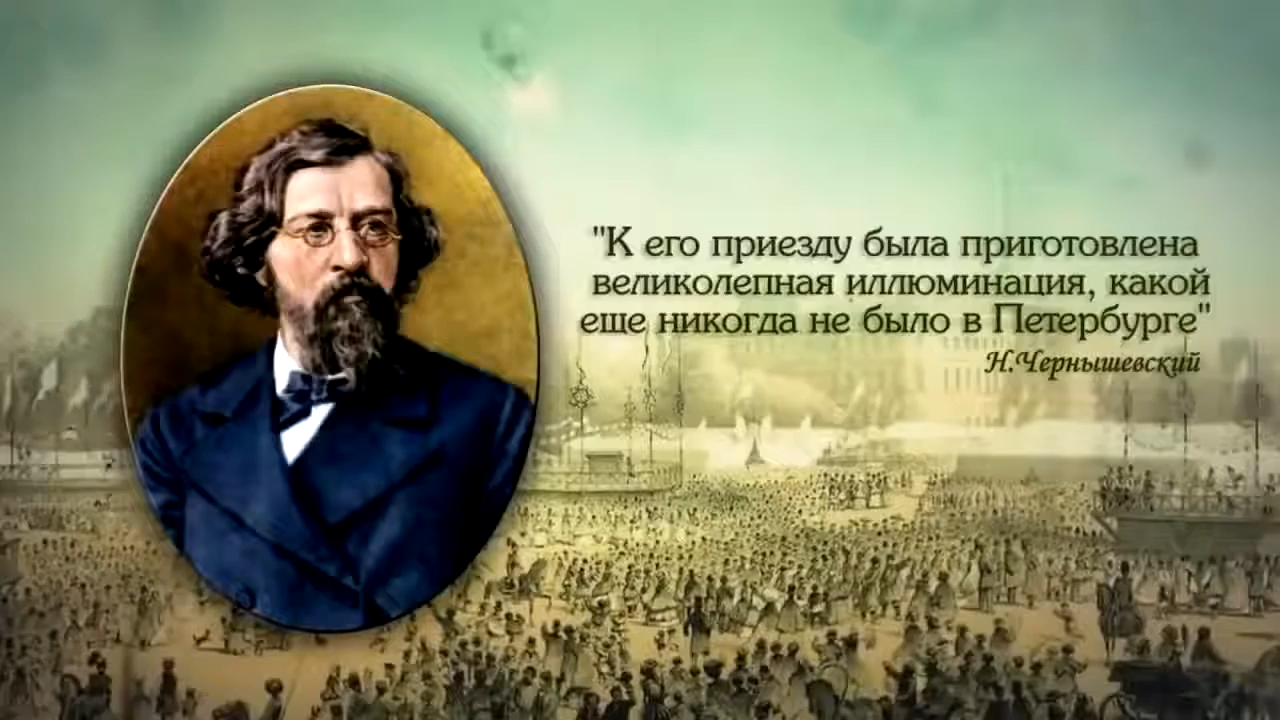 "К его приезду была приготовлена
великолепная иллюминация, какой
еще никогда не было в Петербурге"
Н.Чернышевский